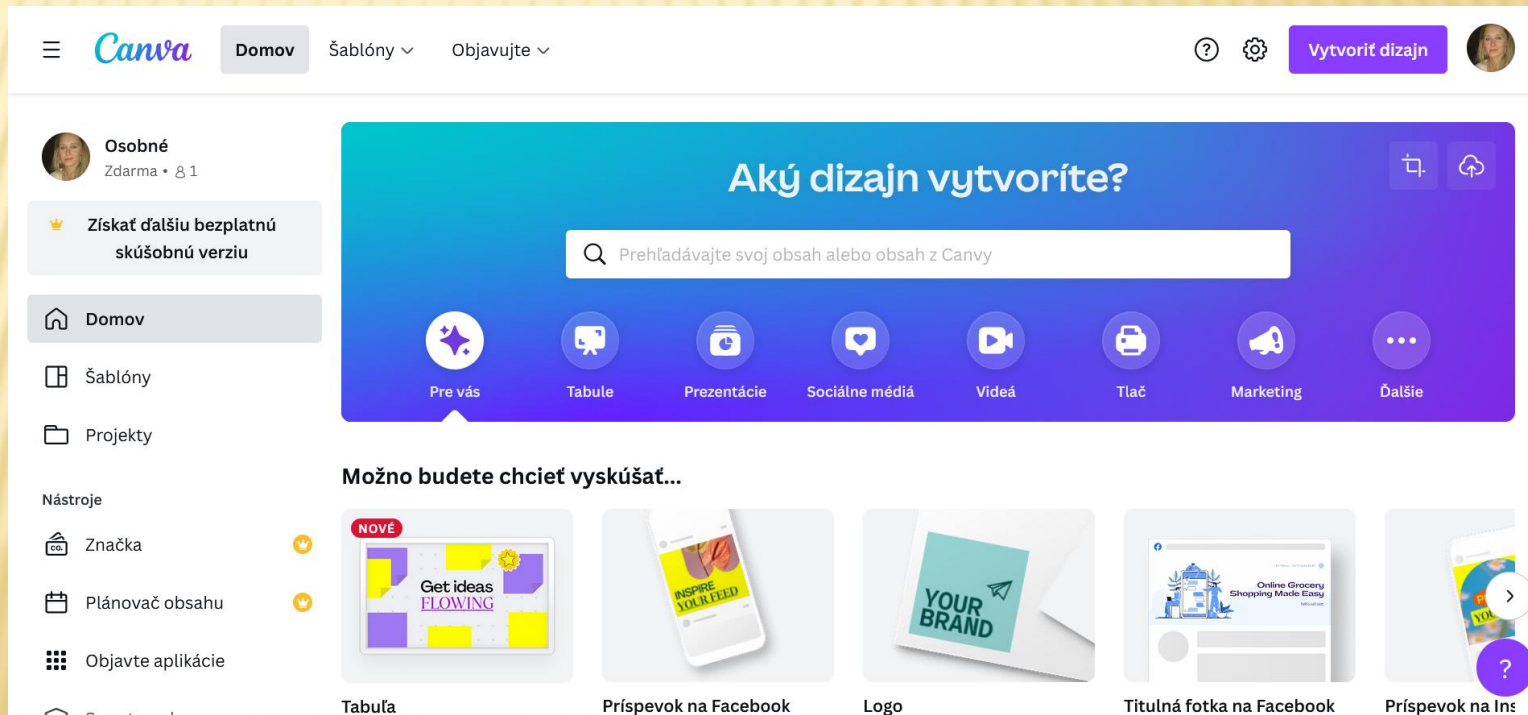 Canva Domov Šablóny Objavujte Vytvoriť dizajn
Osobné
Zdarma • 1
Získať ďalšiu bezplatnú
skúšobnú verziu
Domov
Šablóny
Projekty
Nástroje
Značka
CO.
Plánovač obsahu
Objavte aplikácie
Aký dizajn vytvoríte?
Prehľadávajte svoj obsah alebo obsah z Canvy
Pre vás Tabule Prezentácie Sociálne médiá Videá Tlač Marketing Ďalšie
Možno budete chcieť vyskúšať...
NOVÉ
Get ideas
FLOWING
Tabuľa
INSPIRE
YOUR FEED
Príspevok na Facebook
YOUR
BRAND
Logo
Online Grocery
Shopping Made Easy
Titulná fotka na Facebook
Príspevok na
?